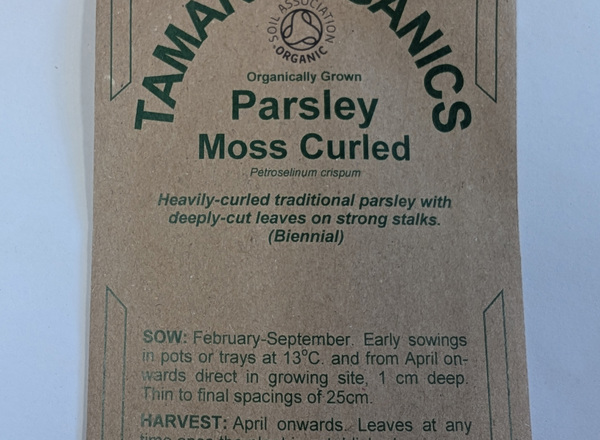 TAMAR ORGANICS
SOIL ASSOCIATION
ORGANIC
Organically Grown
Parsley
Moss Curled
Petroselinum crispum
Heavily-curled traditional parsley with
deeply-cut leaves on strong stalks.
(Biennial)
SOW: February-September. Early sowings
in pots or trays at 13°C. and from April on-
wards direct in growing site, 1 cm deep.
Thin to final spacings of 25cm.
HARVEST: April onwards. Leaves at any